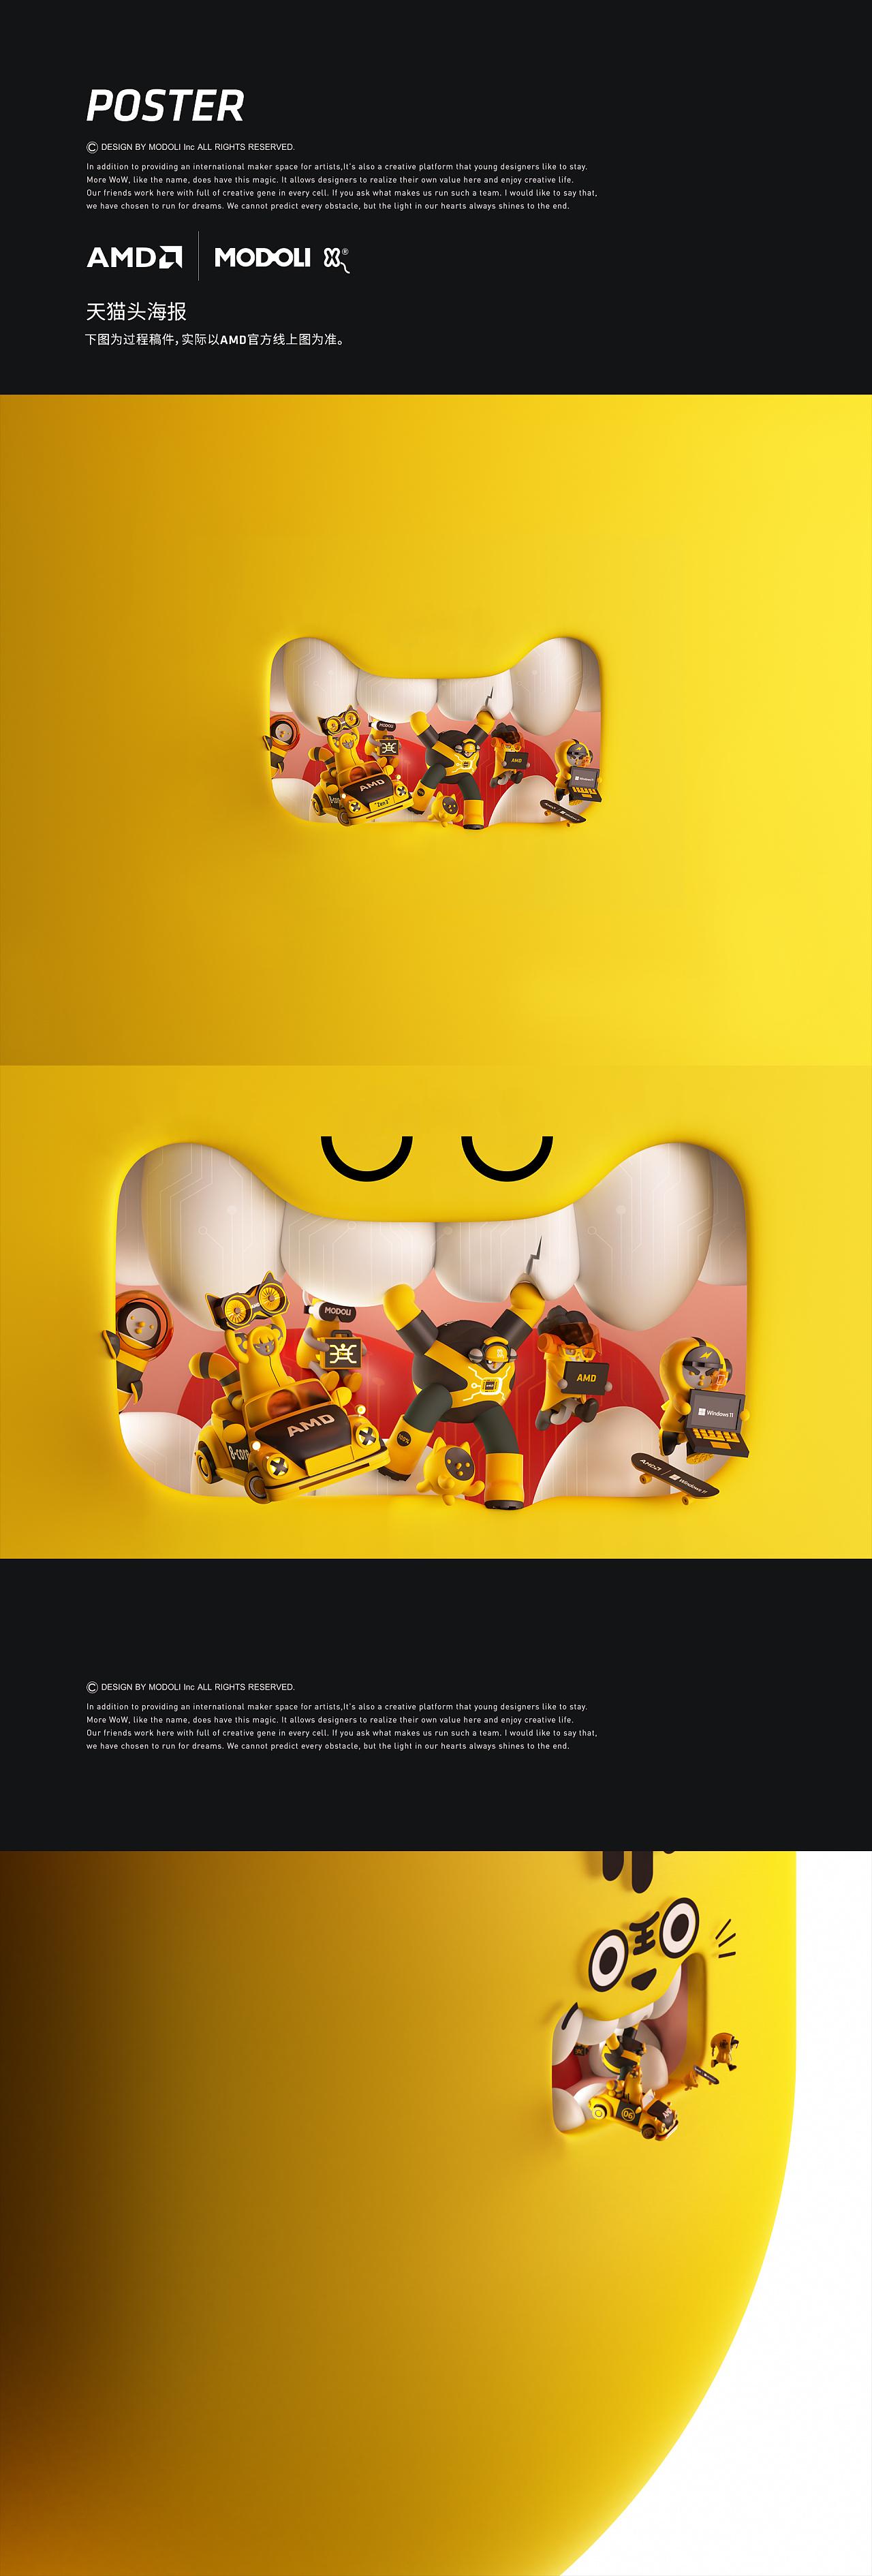 POSTER
© DESIGN BY MODOLI Inc ALL RIGHTS RESERVED.
In addition to providing an international maker space for artists,It's also a creative platform that young designers like to stay.
More WoW, like the name, does have this magic. It allows designers to realize their own value here and enjoy creative life.
Our friends work here with full of creative gene in every cell. If you ask what makes us run such a team. I would like to say that,
we have chosen to run for dreams. We cannot predict every obstacle, but the light in our hearts always shines to the end.
AMD MODOLI ®
天猫头海报
下图为过程稿件，实际以AMD官方线上图为准。
MODOLI
AMD
AMD
Windows 11
"Zen3"
AMD
MODOLI
AMD
AMD
Windows 11
8-core
AMD
Windows 11
© DESIGN BY MODOLI Inc ALL RIGHTS RESERVED.
In addition to providing an international maker space for artists,It's also a creative platform that young designers like to stay.
More WoW, like the name, does have this magic. It allows designers to realize their own value here and enjoy creative life.
Our friends work here with full of creative gene in every cell. If you ask what makes us run such a team. I would like to say that,
we have chosen to run for dreams. We cannot predict every obstacle, but the light in our hearts always shines to the end.
06